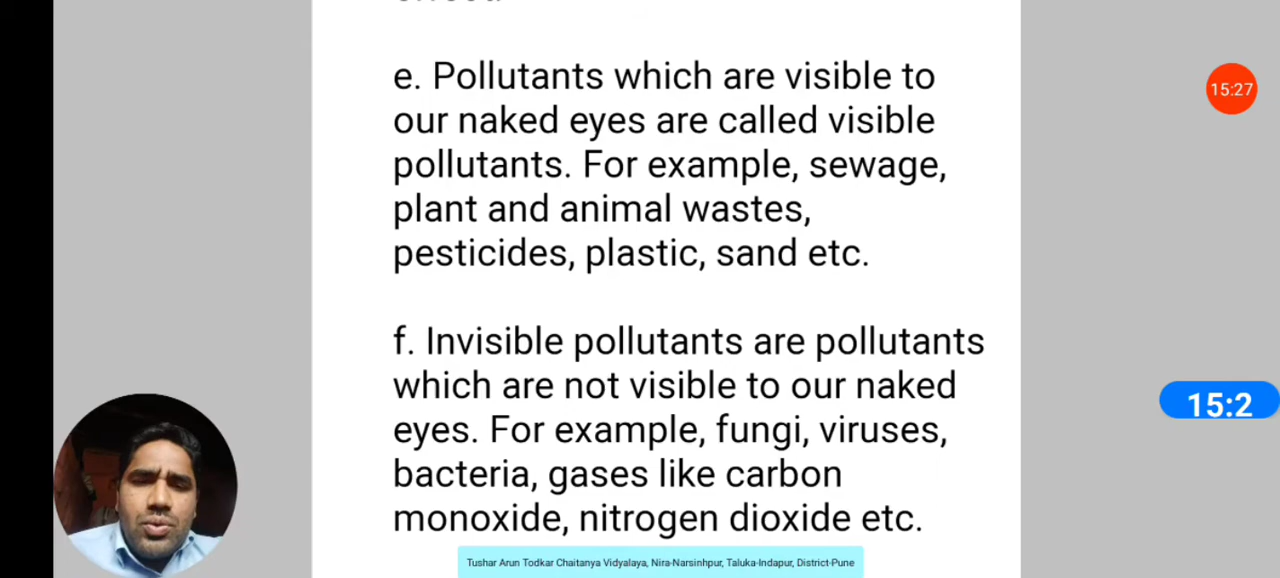 e. Pollutants which are visible to
our naked eyes are called visible
pollutants. For example, sewage,
plant and animal wastes,
pesticides, plastic, sand etc.
f. Invisible pollutants are pollutants
which are not visible to our naked
eyes. For example, fungi, viruses,
bacteria, gases like carbon
monoxide, nitrogen dioxide etc.
15:27
15:2
Tushar Arun Todkar Chaitanya Vidyalaya, Nira-Narsinhpur, Taluka-Indapur, District-Pune